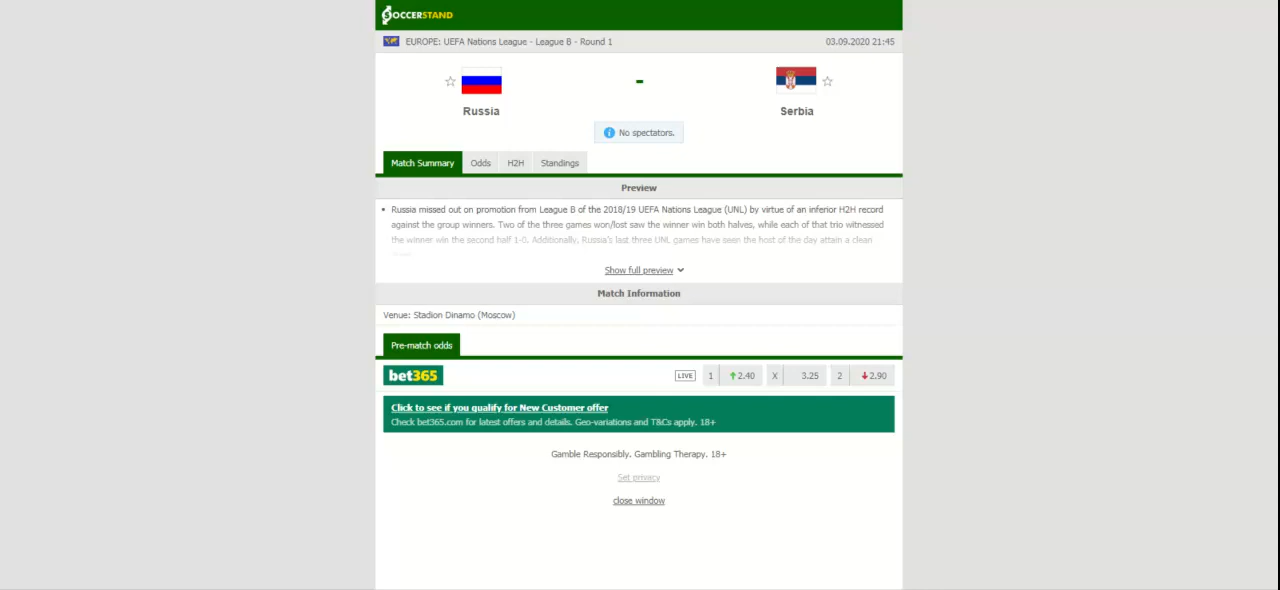 SOCCERSTAND
EUROPE: UEFA Nations League - League B - Round 1 03.09.2020 21:45
-
Russia Serbia
No spectators.
Match Summary Odds H2H Standings
Preview
• Russia missed out on promotion from League B of the 2018/19 UEFA Nations League (UNL) by virtue of an inferior H2H record
against the group winners. Two of the three games won/lost saw the winner win both halves, while each of that trio witnessed
the winner win the second half 1-0. Additionally, Russia's last three UNL games have seen the host of the day attain a clean
Show full preview
Match Information
Venue: Stadion Dinamo (Moscow)
Pre-match odds
bet365 LIVE 1 2.40 X 3.25 2 2.90
Click to see if you qualify for New Customer offer
Check bet365.com for latest offers and details. Geo-variations and T&Cs apply. 18+
Gamble Responsibly. Gambling Therapy. 18+
Set privacy
close window